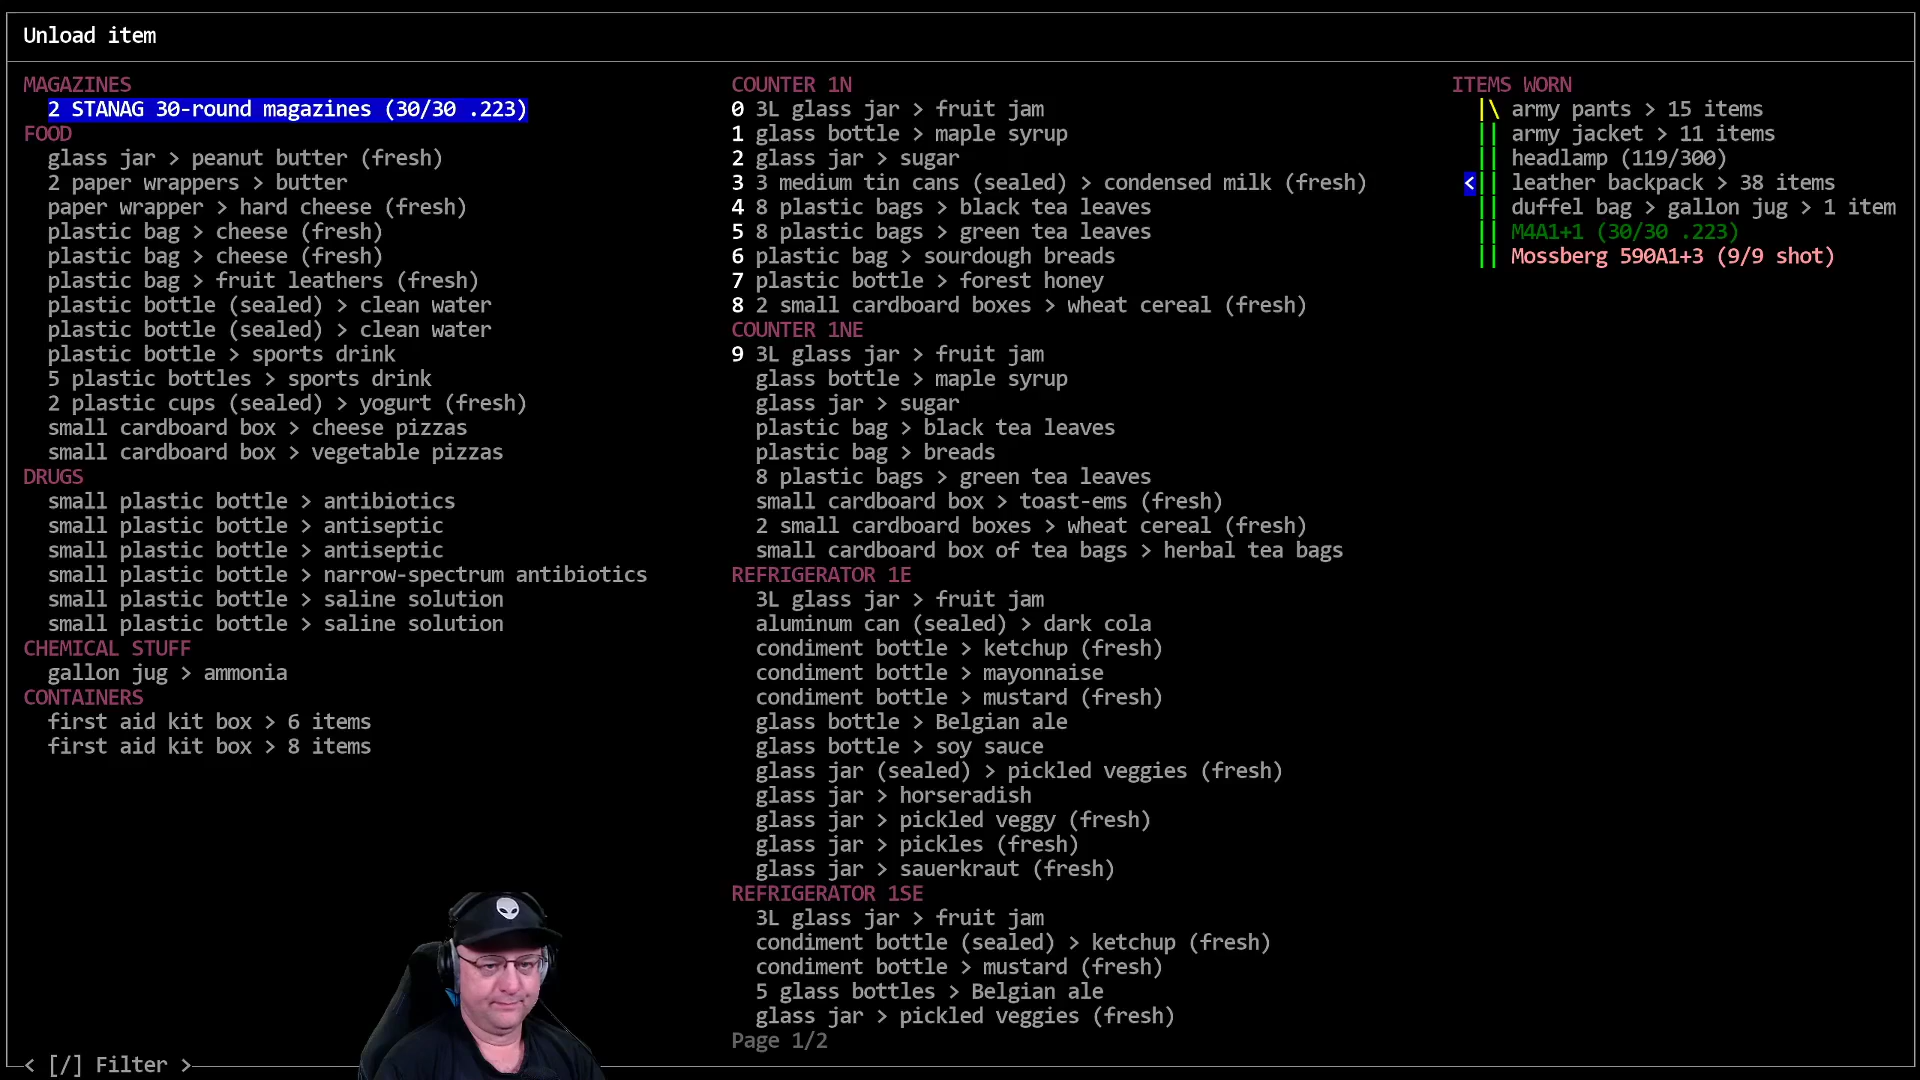 Unload item
MAGAZINES
2 STANAG 30-round magazines (30/30 .223)
FOOD
glass jar > peanut butter (fresh)
2 paper wrappers > butter
paper wrapper > hard cheese (fresh)
plastic bag > cheese (fresh)
plastic bag > cheese (fresh)
plastic bag > fruit leathers (fresh)
plastic bottle (sealed) > clean water
plastic bottle (sealed) > clean water
plastic bottle > sports drink
5 plastic bottles > sports drink
2 plastic cups (sealed) > yogurt (fresh)
small cardboard box > cheese pizzas
small cardboard box > vegetable pizzas
DRUGS
small plastic bottle > antibiotics
small plastic bottle > antiseptic
small plastic bottle > antiseptic
small plastic bottle > narrow-spectrum antibiotics
small plastic bottle > saline solution
small plastic bottle > saline solution
CHEMICAL STUFF
gallon jug > ammonia
CONTAINERS
first aid kit box > 6 items
first aid kit box > 8 items
COUNTER 1N
0 3L glass jar > fruit jam
1 glass bottle > maple syrup
2 glass jar > sugar
3 3 medium tin cans (sealed) > condensed milk (fresh)
4 8 plastic bags > black tea leaves
5 8 plastic bags > green tea leaves
6 plastic bag > sourdough breads
7 plastic bottle > forest honey
8 2 small cardboard boxes > wheat cereal (fresh)
COUNTER 1NE
9 3L glass jar > fruit jam
glass bottle > maple syrup
glass jar > sugar
plastic bag > black tea leaves
plastic bag > breads
8 plastic bags > green tea leaves
small cardboard box > toast-ems (fresh)
2 small cardboard boxes > wheat cereal (fresh)
small cardboard box of tea bags > herbal tea bags
REFRIGERATOR 1E
3L glass jar > fruit jam
aluminum can (sealed) > dark cola
condiment bottle > ketchup (fresh)
condiment bottle > mayonnaise
condiment bottle > mustard (fresh)
glass bottle > Belgian ale
glass bottle > soy sauce
glass jar (sealed) > pickled veggies (fresh)
glass jar > horseradish
glass jar > pickled veggy (fresh)
glass jar > pickles (fresh)
glass jar > sauerkraut (fresh)
REFRIGERATOR 1SE
3L glass jar > fruit jam
condiment bottle (sealed) > ketchup (fresh)
condiment bottle > mustard (fresh)
5 glass bottles > Belgian ale
glass jar > pickled veggies (fresh)
Page 1/2
ITEMS WORN
|\ army pants > 15 items
|| army jacket > 11 items
|| headlamp (119/300)
<|| leather backpack > 38 items
|| duffel bag > gallon jug > 1 item
|| M4A1+1 (30/30 .223)
|| Mossberg 590A1+3 (9/9 shot)
< [/] Filter >